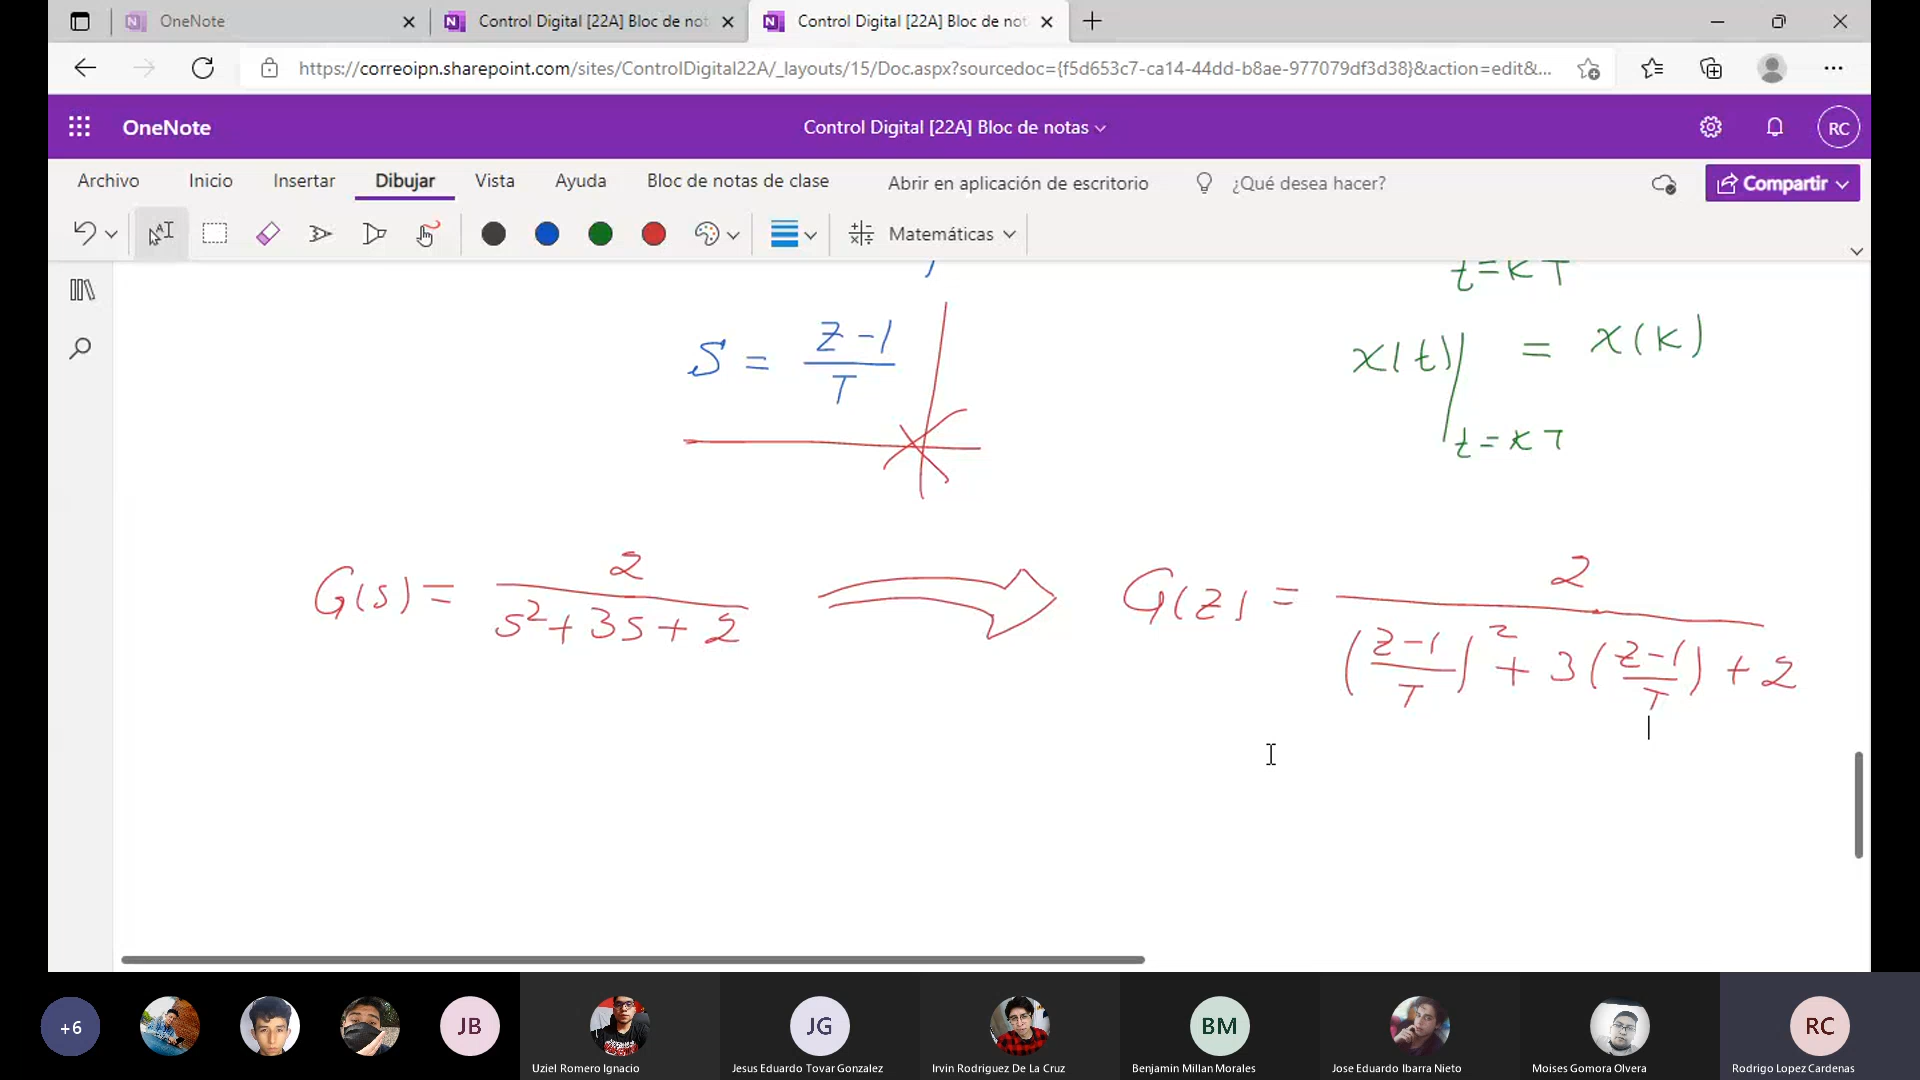 OneNote
Control Digital [22A] Bloc de not
Control Digital [22A] Bloc de not
https://correoipn.sharepoint.com/sites/ControlDigital22A/_layouts/15/Doc.aspx?sourcedoc={f5d653c7-ca14-44dd-b8ae-977079df3d38}&action=edit&...
OneNote
Control Digital [22A] Bloc de notas
RC
Archivo Inicio Insertar Dibujar Vista Ayuda Bloc de notas de clase Abrir en aplicación de escritorio ¿Qué desea hacer? Compartir
Matemáticas
t=kT
S = (z-1)/T
x(t)| = x(k)
t=kT
G(s) = 2/(s²+3s+2)
G(z) = 2/(((z-1)/T)² + 3((z-1)/T) + 2)
+6
JB
JG
BM
RC
Uziel Romero Ignacio
Jesus Eduardo Tovar Gonzalez
Irvin Rodriguez De La Cruz
Benjamin Millan Morales
Jose Eduardo Ibarra Nieto
Moises Gomora Olvera
Rodrigo Lopez Cardenas